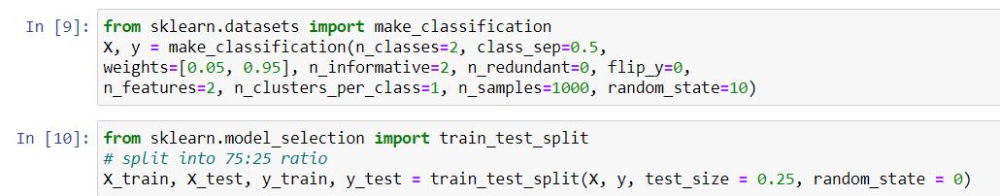 In [9]: from sklearn.datasets import make_classification
X, y = make_classification(n_classes=2, class_sep=0.5,
weights=[0.05, 0.95], n_informative=2, n_redundant=0, flip_y=0,
n_features=2, n_clusters_per_class=1, n_samples=1000, random_state=10)
In [10]: from sklearn.model_selection import train_test_split
# split into 75:25 ratio
X_train, X_test, y_train, y_test = train_test_split(X, y, test_size = 0.25, random_state = 0)